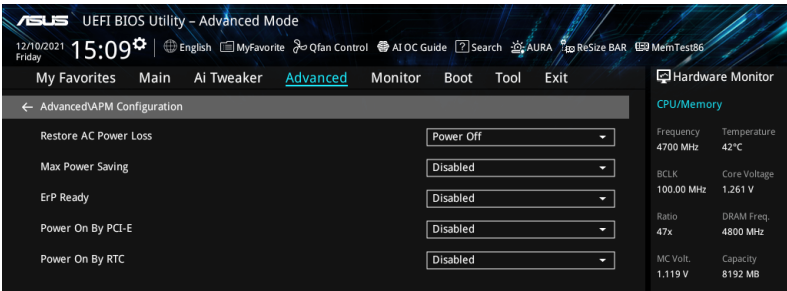 ASUS UEFI BIOS Utility – Advanced Mode
12/10/2021 Friday 15:09 English MyFavorite Qfan Control AI OC Guide ? Search AURA ReSize BAR MemTest86
My Favorites Main Ai Tweaker Advanced Monitor Boot Tool Exit Hardware Monitor
← Advanced\APM Configuration
CPU/Memory
Restore AC Power Loss Power Off
Frequency Temperature
4700 MHz 42°C
Max Power Saving Disabled
BCLK Core Voltage
100.00 MHz 1.261 V
ErP Ready Disabled
Ratio DRAM Freq.
47x 4800 MHz
Power On By PCI-E Disabled
MC Volt. Capacity
1.119 V 8192 MB
Power On By RTC Disabled